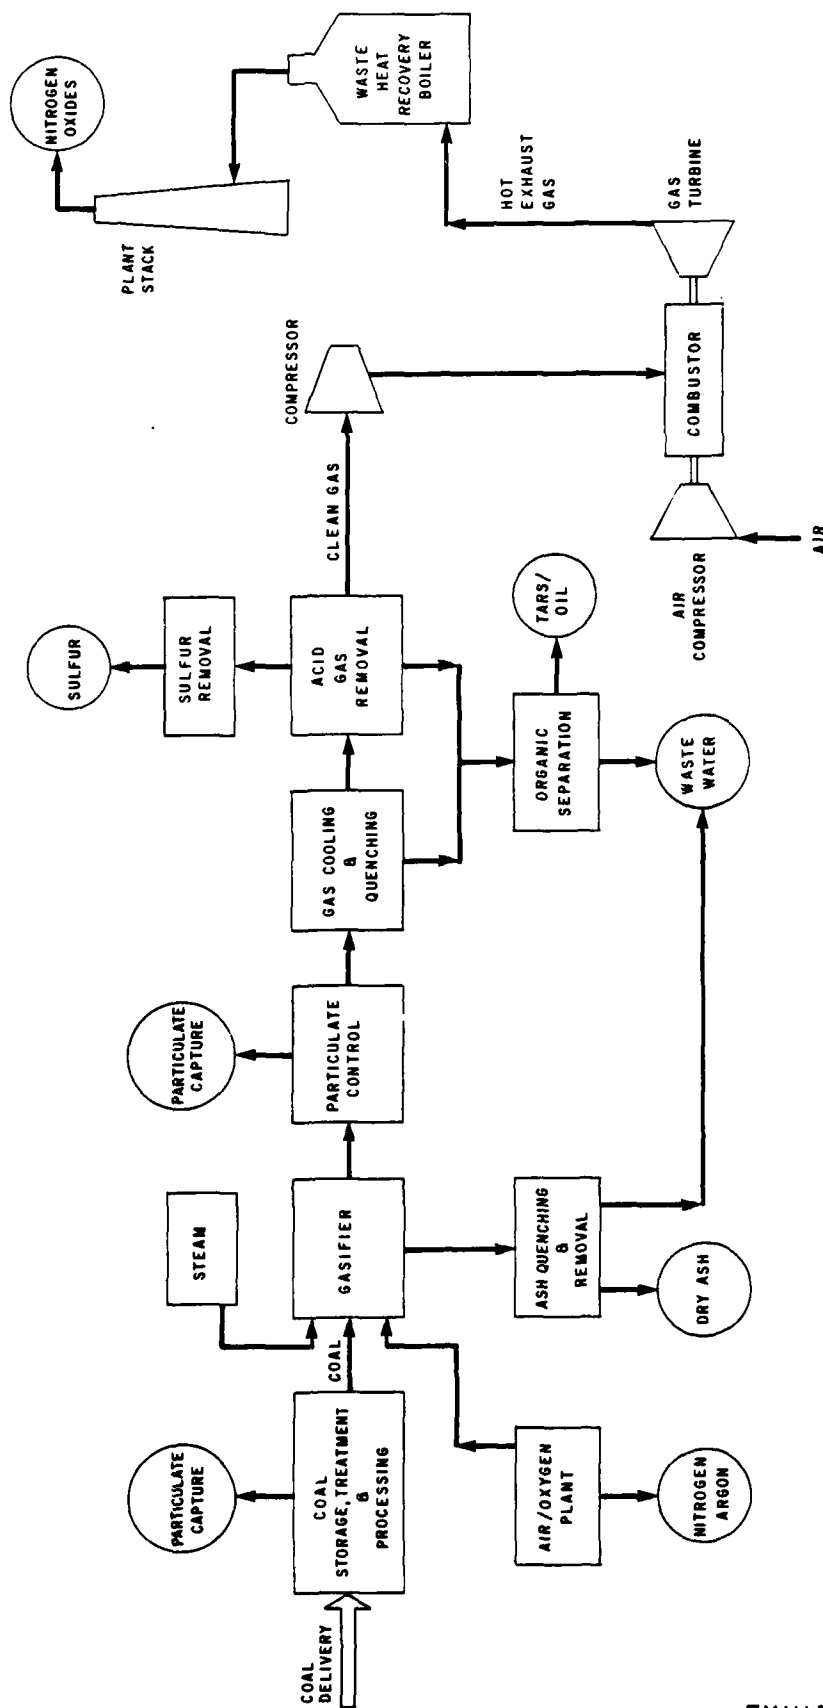 COAL
DELIVERY
PARTICULATE
CAPTURE
COAL
STORAGE, TREATMENT
&
PROCESSING
COAL
AIR/OXYGEN
PLANT
NITROGEN
ARGON
STEAM
GASIFIER
ASH QUENCHING
&
REMOVAL
DRY ASH
PARTICULATE
CAPTURE
PARTICULATE
CONTROL
GAS COOLING
&
QUENCHING
SULFUR
SULFUR
REMOVAL
ACID
GAS
REMOVAL
ORGANIC
SEPARATION
TARS/
OIL
WASTE
WATER
CLEAN GAS
COMPRESSOR
AIR
COMPRESSOR
AIR
COMBUSTOR
GAS
TURBINE
HOT
EXHAUST
GAS
WASTE
HEAT
RECOVERY
BOILER
PLANT
STACK
NITROGEN
OXIDES